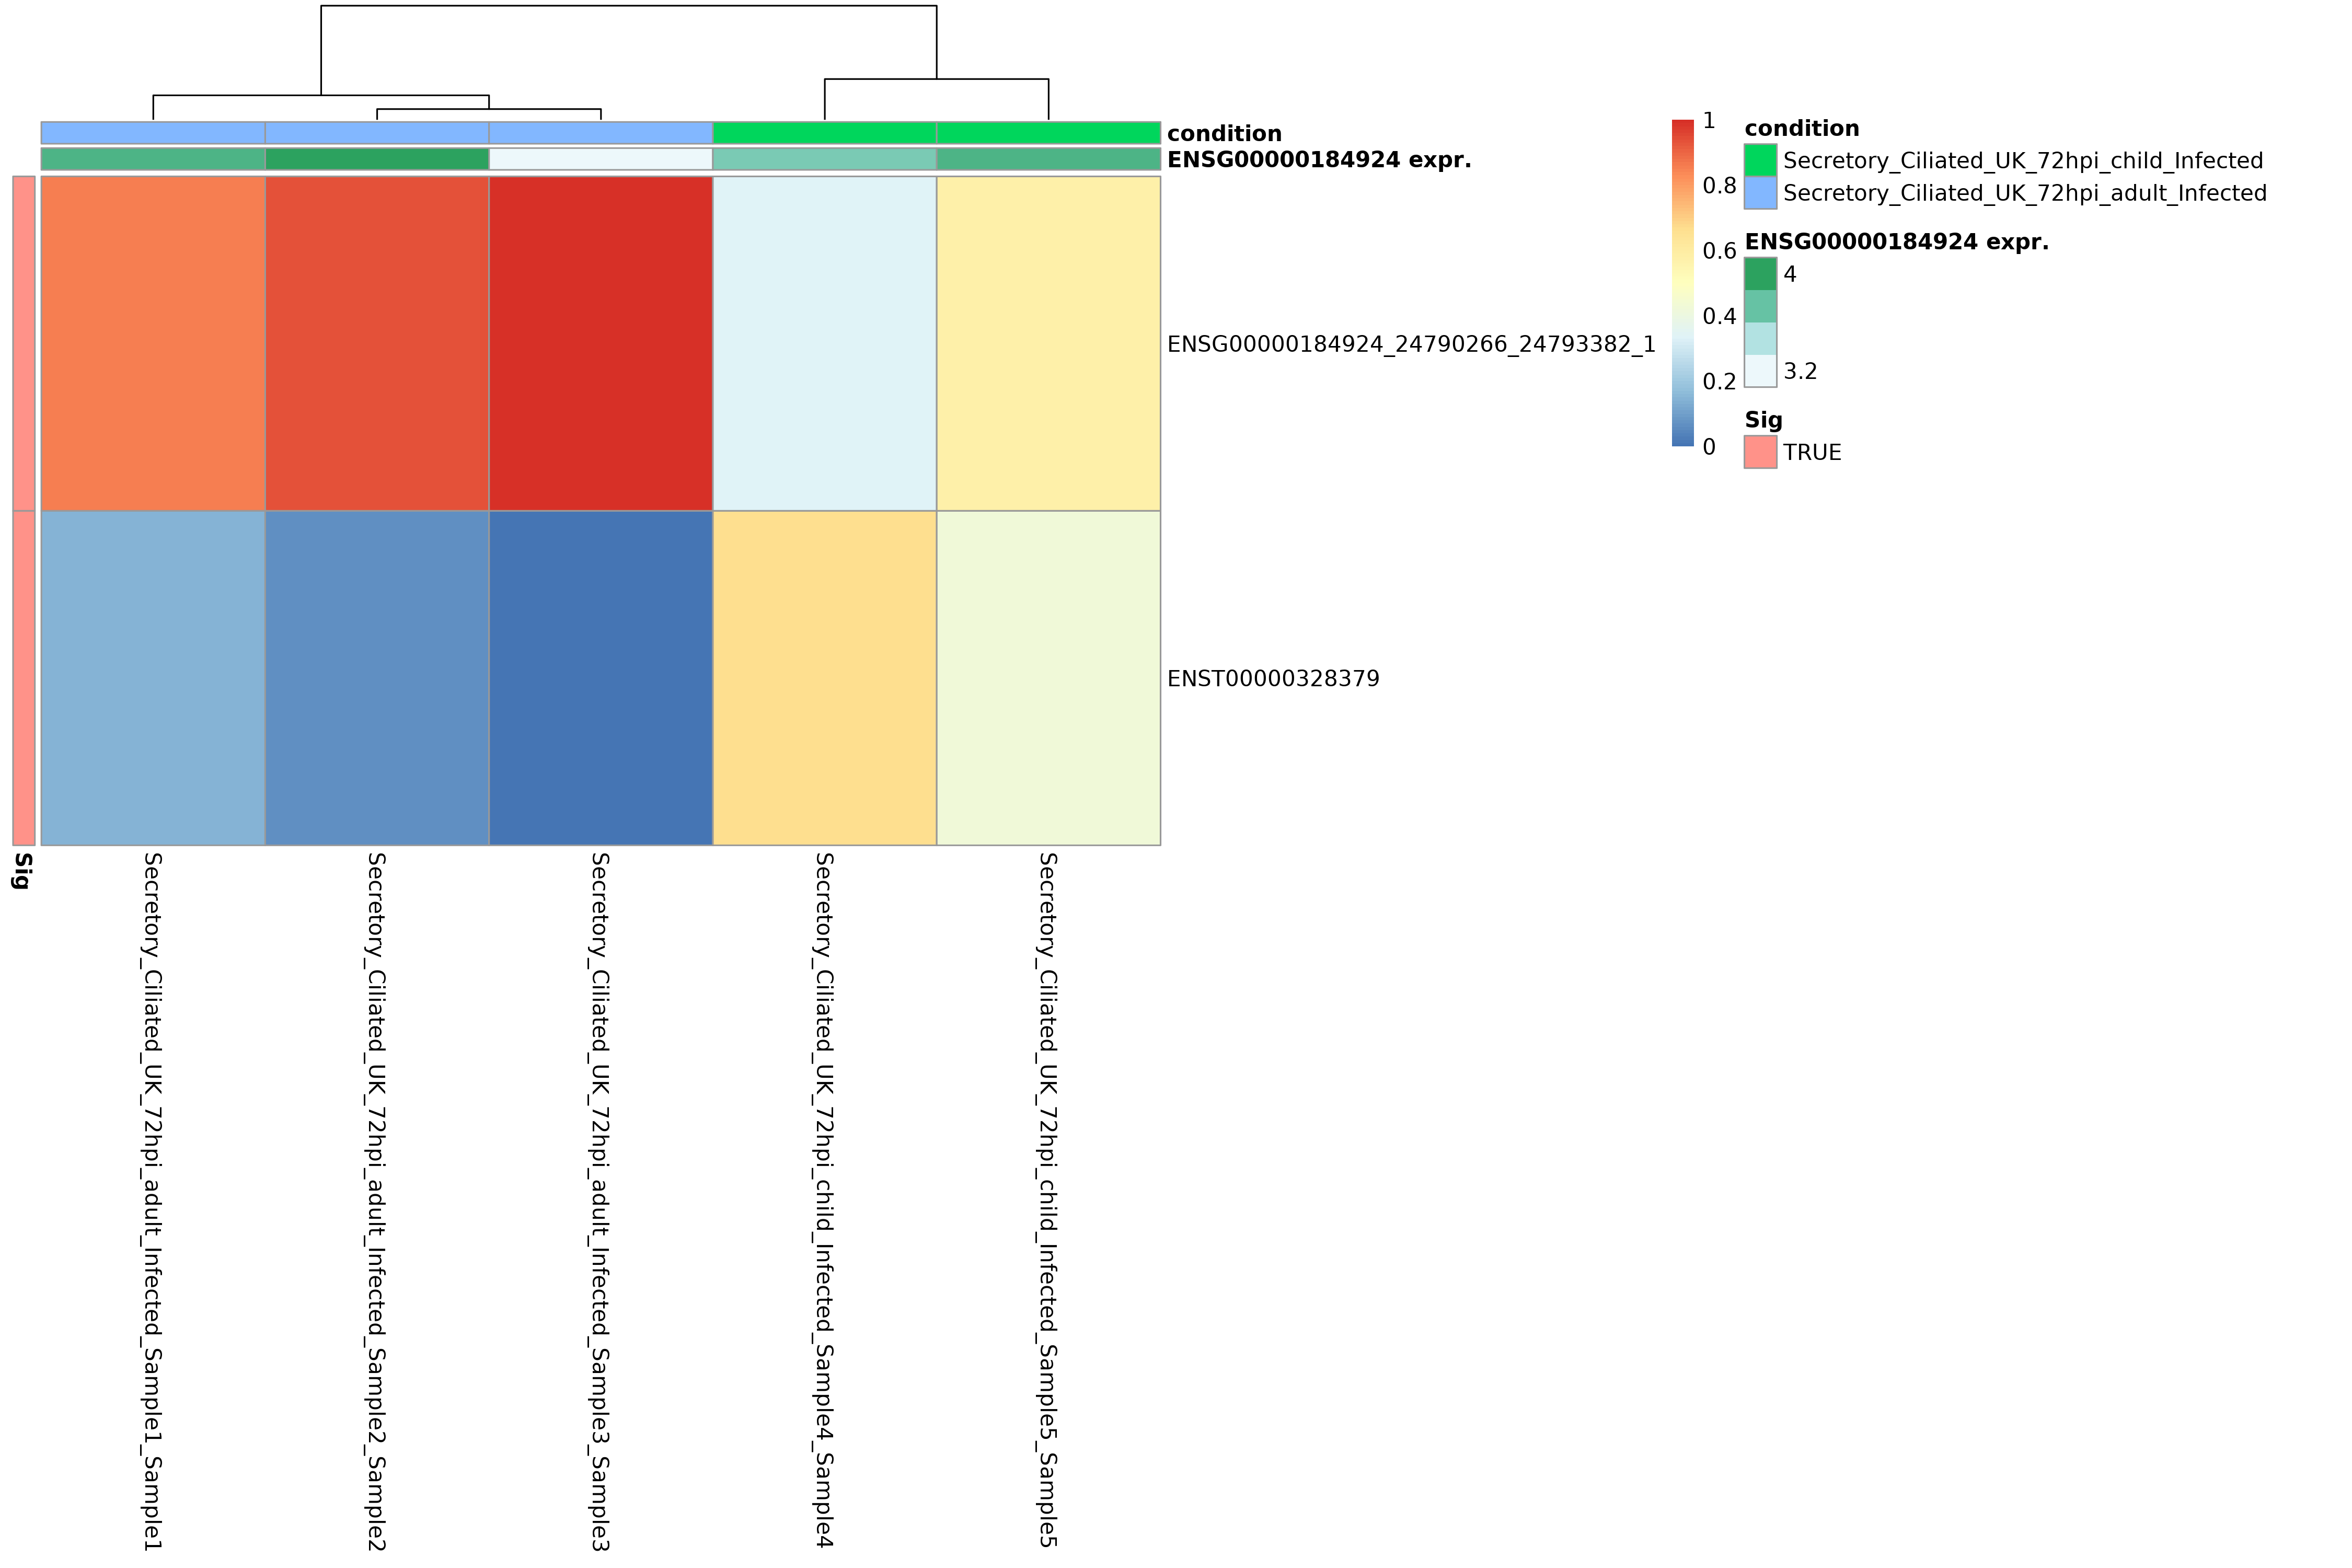 condition
ENSG00000184924 expr.
ENSG00000184924_24790266_24793382_1
ENST00000328379
Sig
Secretory_Ciliated_UK_72hpi_adult_Infected_Sample1_Sample1
Secretory_Ciliated_UK_72hpi_adult_Infected_Sample2_Sample2
Secretory_Ciliated_UK_72hpi_adult_Infected_Sample3_Sample3
Secretory_Ciliated_UK_72hpi_child_Infected_Sample4_Sample4
Secretory_Ciliated_UK_72hpi_child_Infected_Sample5_Sample5
1
0.8
0.6
0.4
0.2
0
condition
Secretory_Ciliated_UK_72hpi_child_Infected
Secretory_Ciliated_UK_72hpi_adult_Infected
ENSG00000184924 expr.
4
3.2
Sig
TRUE